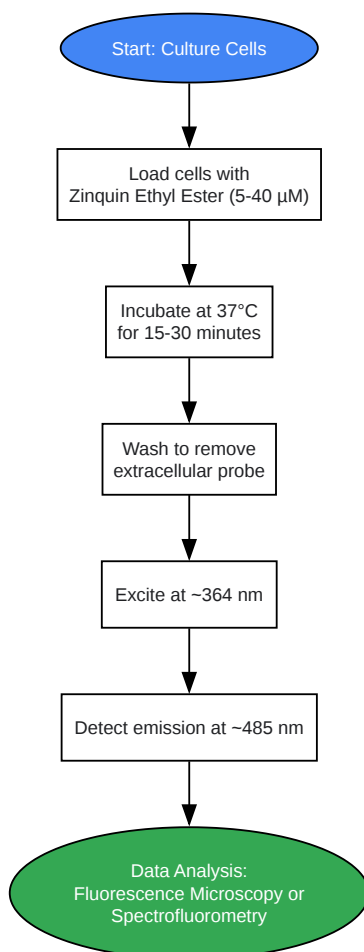 Start: Culture Cells
Load cells with
Zinquin Ethyl Ester (5-40 µM)
Incubate at 37°C
for 15-30 minutes
Wash to remove
extracellular probe
Excite at ~364 nm
Detect emission at ~485 nm
Data Analysis:
Fluorescence Microscopy or
Spectrofluorometry